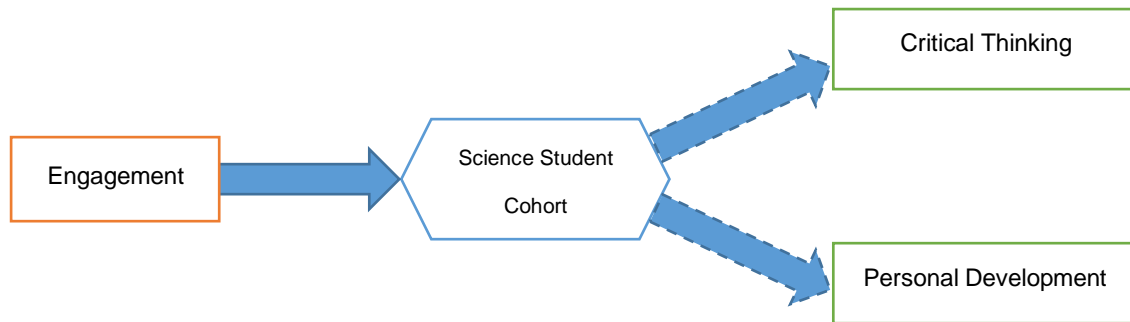 Critical Thinking
Engagement
Science Student
Cohort
Personal Development